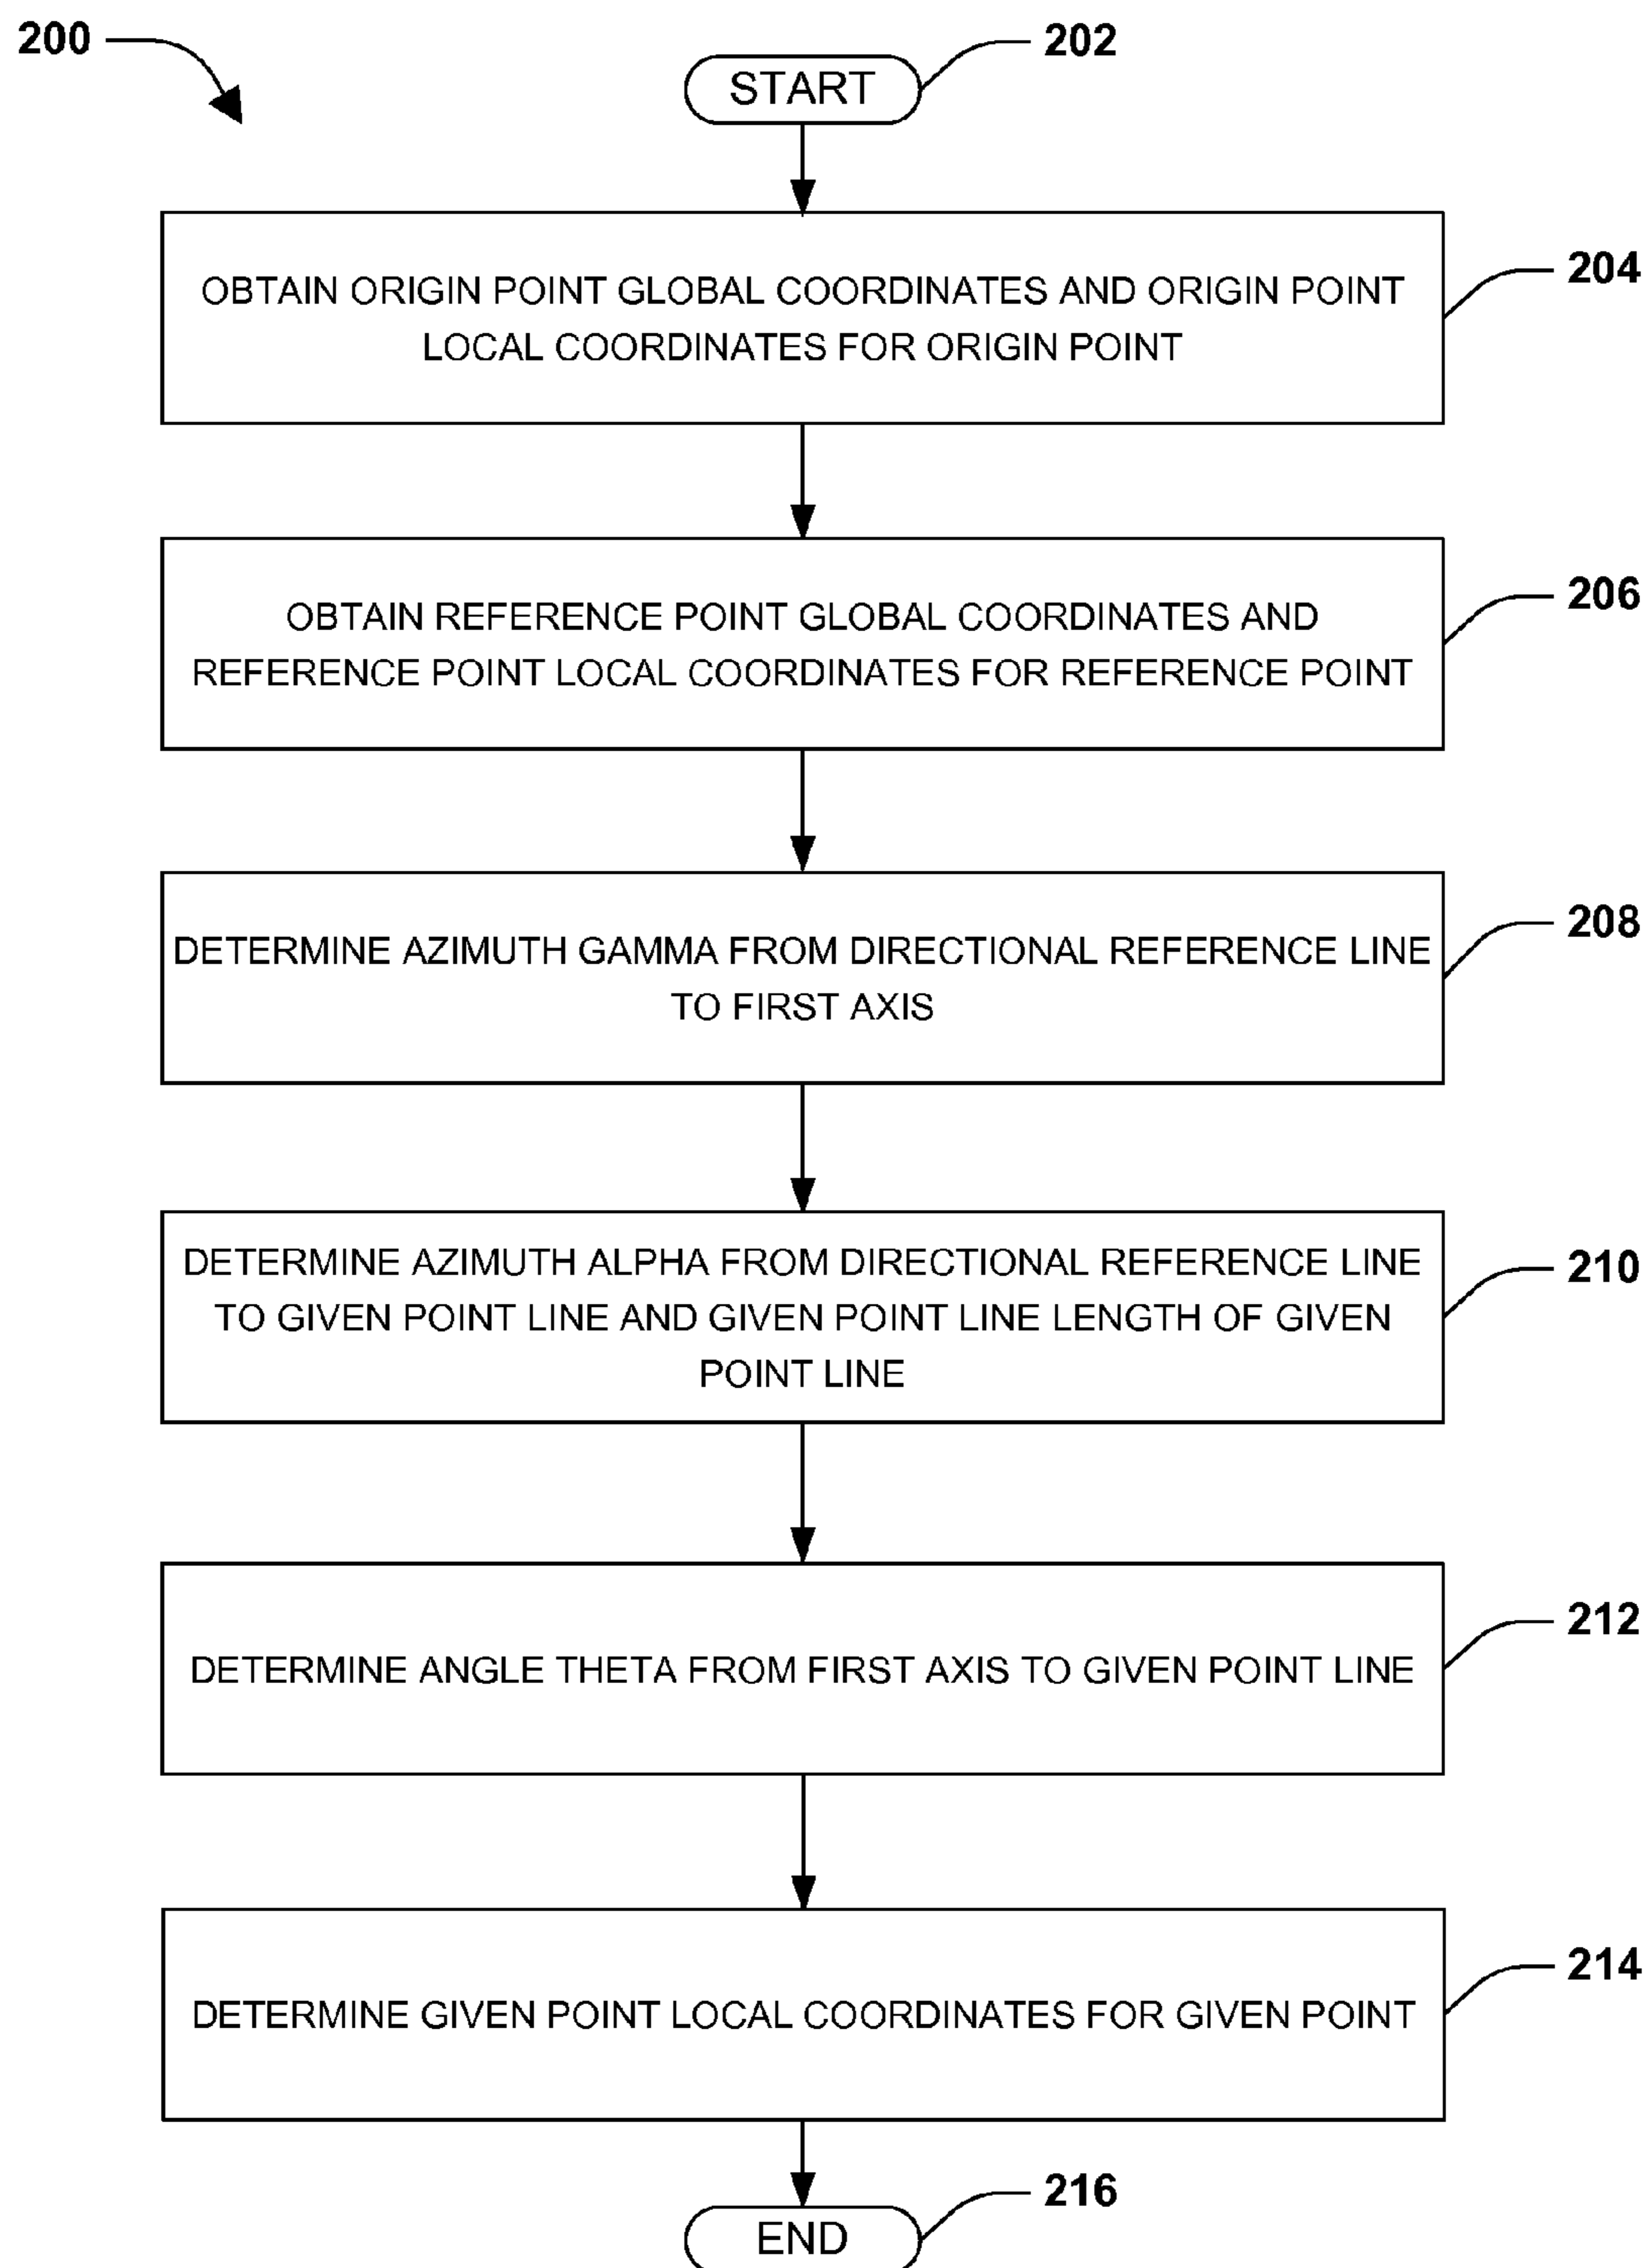 200
202
START
OBTAIN ORIGIN POINT GLOBAL COORDINATES AND ORIGIN POINT
LOCAL COORDINATES FOR ORIGIN POINT
204
OBTAIN REFERENCE POINT GLOBAL COORDINATES AND
REFERENCE POINT LOCAL COORDINATES FOR REFERENCE POINT
206
DETERMINE AZIMUTH GAMMA FROM DIRECTIONAL REFERENCE LINE
TO FIRST AXIS
208
DETERMINE AZIMUTH ALPHA FROM DIRECTIONAL REFERENCE LINE
TO GIVEN POINT LINE AND GIVEN POINT LINE LENGTH OF GIVEN
POINT LINE
210
DETERMINE ANGLE THETA FROM FIRST AXIS TO GIVEN POINT LINE
212
DETERMINE GIVEN POINT LOCAL COORDINATES FOR GIVEN POINT
214
216
END